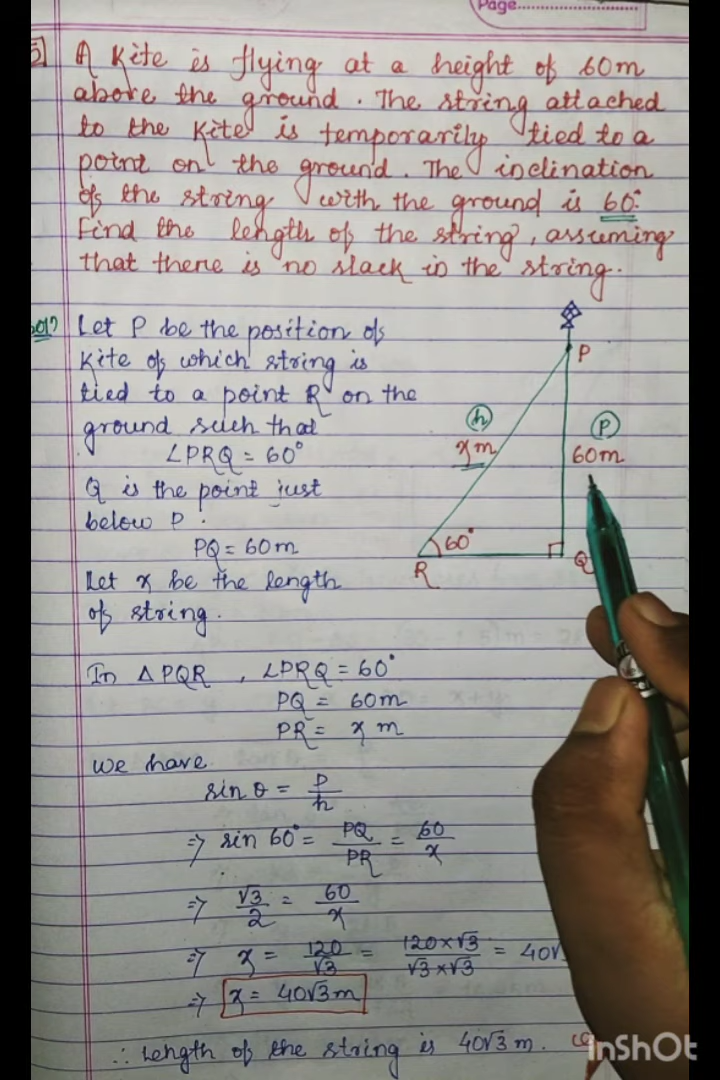 Page..............................
5] A Kite is flying at a height of 60m
above the ground. The string attached
to the Kite is temporarily tied to a
point on the ground. The inclination
of the string with the ground is 60°.
Find the length of the string, assuming
that there is no slack in the string.
Solⁿ Let P be the position of
Kite of which string is
tied to a point R on the
ground such that
∠PRQ = 60°
Q is the point just
below P.
PQ = 60m
Let x be the length
of string.
P
h
x m
P
60m
60°
R
Q
In △PQR, ∠PRQ = 60°
PQ = 60m
PR = x m
we have
sin θ = P/h
⇒ sin 60° = PQ/PR = 60/x
⇒ √3/2 = 60/x
⇒ x = 120/√3 = 120×√3/√3×√3 = 40√
⇒ x = 40√3 m
∴ Length of the string is 40√3 m.
InShOt